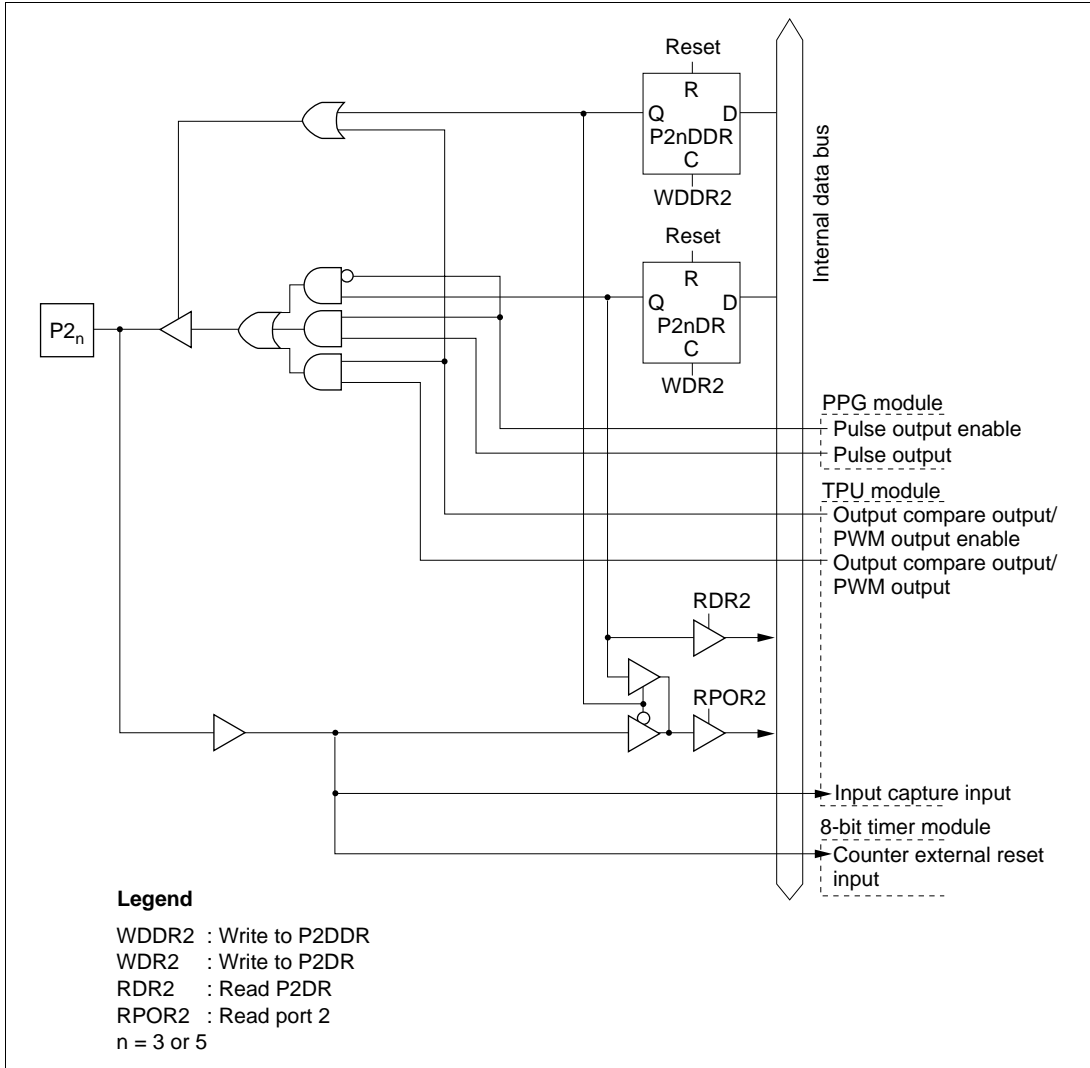 Reset
R
Q D
P2nDDR
C
WDDR2
Internal data bus
Reset
R
Q D
P2nDR
C
WDR2
P2n
PPG module
Pulse output enable
Pulse output
TPU module
Output compare output/
PWM output enable
Output compare output/
PWM output
RDR2
RPOR2
Input capture input
8-bit timer module
Counter external reset
input
Legend
WDDR2 : Write to P2DDR
WDR2 : Write to P2DR
RDR2 : Read P2DR
RPOR2 : Read port 2
n = 3 or 5